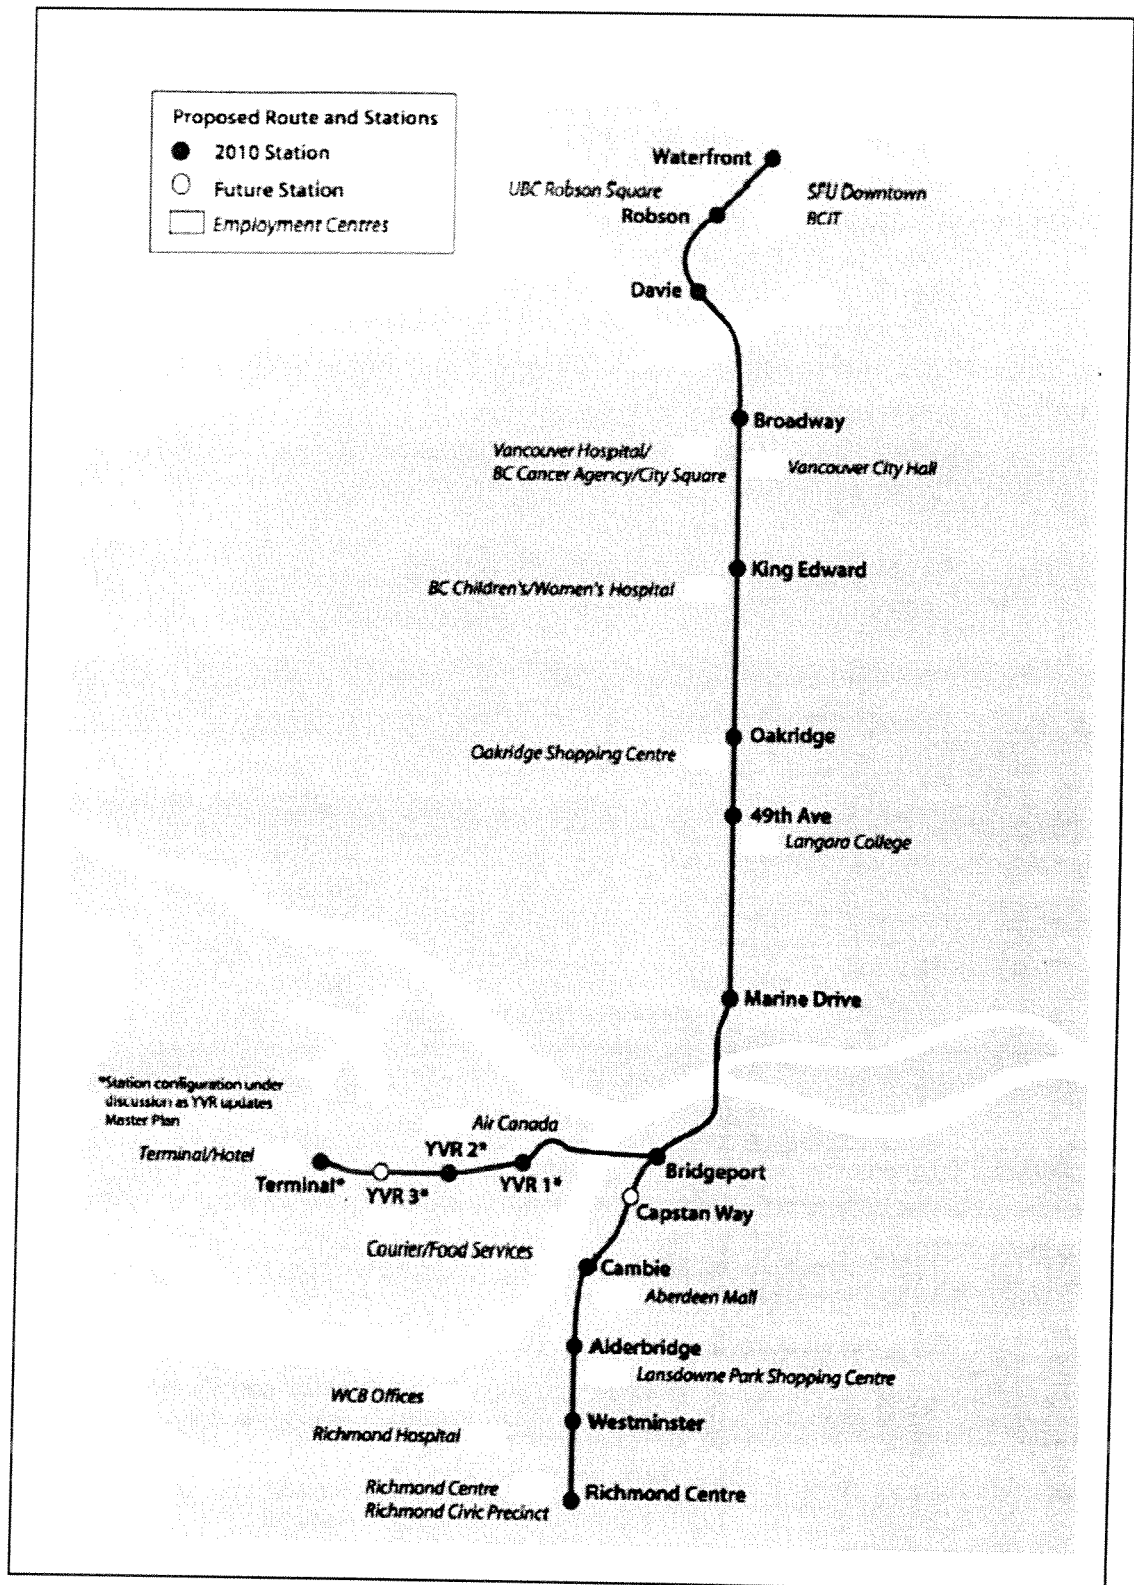 Proposed Route and Stations
2010 Station
Future Station
Employment Centres
Waterfront
UBC Robson Square
SFU Downtown
Robson
BCIT
Davie
Broadway
Vancouver Hospital/
BC Cancer Agency/City Square
Vancouver City Hall
King Edward
BC Children's/Women's Hospital
Oakridge
Oakridge Shopping Centre
49th Ave
Langara College
Marine Drive
*Station configuration under
discussion as YVR updates
Master Plan
Air Canada
Terminal/Hotel
YVR 2*
Terminal*
YVR 3*
YVR 1*
Bridgeport
Capstan Way
Courier/Food Services
Cambie
Aberdeen Mall
Alderbridge
Lansdowne Park Shopping Centre
WCB Offices
Westminster
Richmond Hospital
Richmond Centre
Richmond Civic Precinct
Richmond Centre